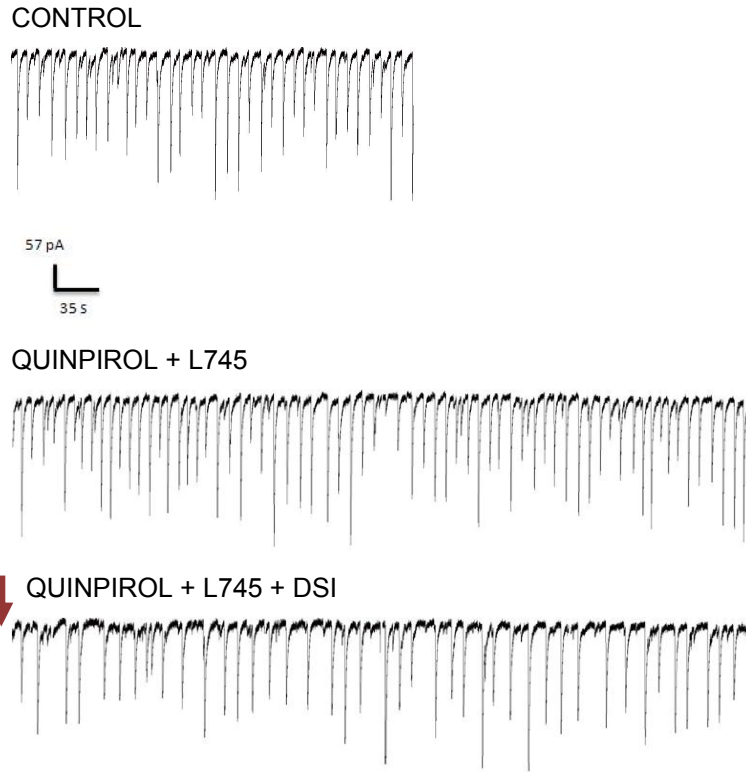 CONTROL
57 pA
35 s
QUINPIROL + L745
QUINPIROL + L745 + DSI